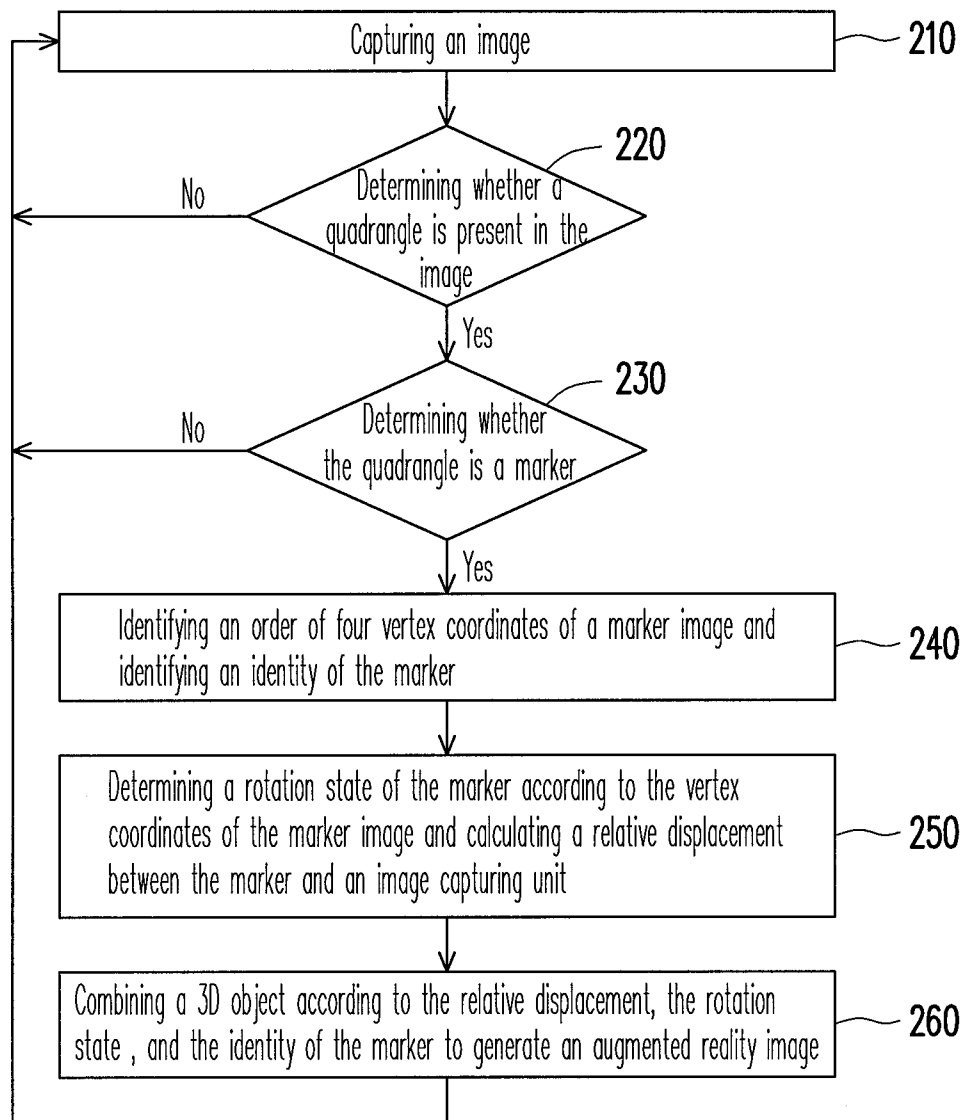 Capturing an image
210
220
Determining whether a
quadrangle is present in the
image
No
Yes
230
Determining whether
the quadrangle is a marker
No
Yes
Identifying an order of four vertex coordinates of a marker image and
identifying an identity of the marker
240
Determining a rotation state of the marker according to the vertex
coordinates of the marker image and calculating a relative displacement
between the marker and an image capturing unit
250
Combining a 3D object according to the relative displacement, the rotation
state , and the identity of the marker to generate an augmented reality image
260